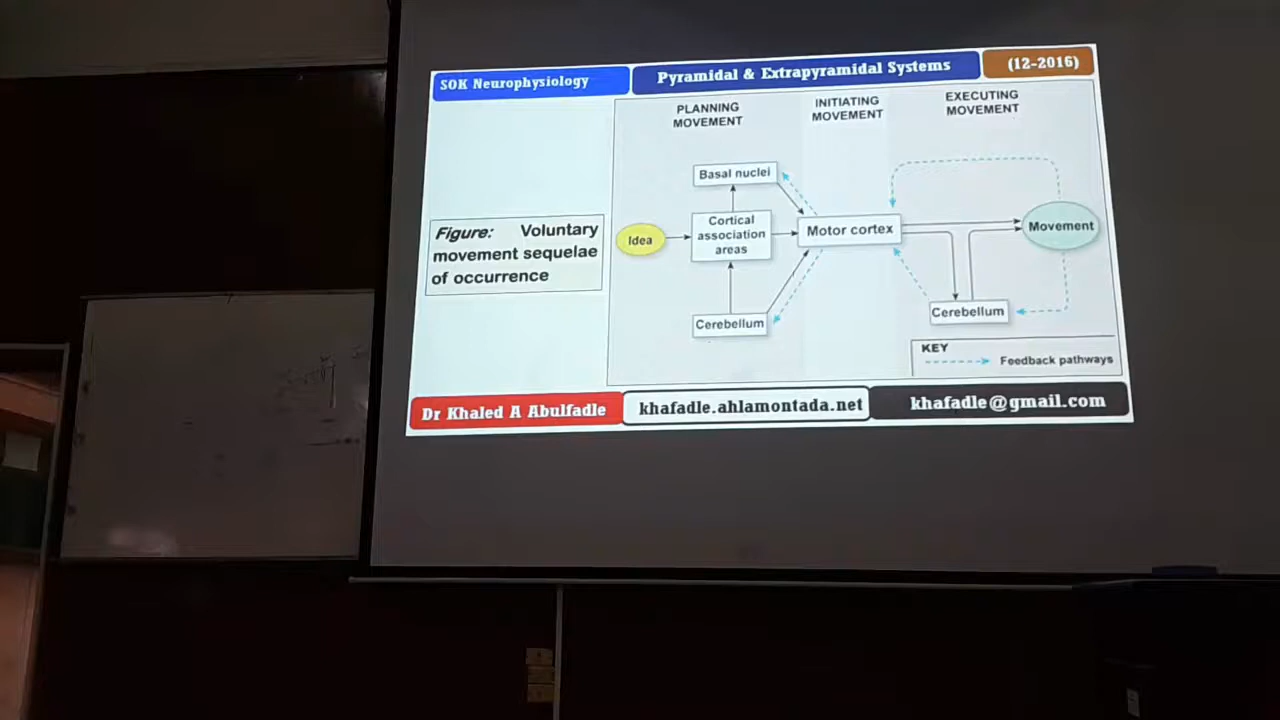 SOK Neurophysiology
Pyramidal & Extrapyramidal Systems
(12-2016)
PLANNING
MOVEMENT
INITIATING
MOVEMENT
EXECUTING
MOVEMENT
Figure: Voluntary
movement sequelae
of occurrence
Idea
Basal nuclei
Cortical
association
areas
Cerebellum
Motor cortex
Movement
Cerebellum
KEY
Feedback pathways
Dr Khaled A Abulfadle
khafadle.ahlamontada.net
khafadle@gmail.com